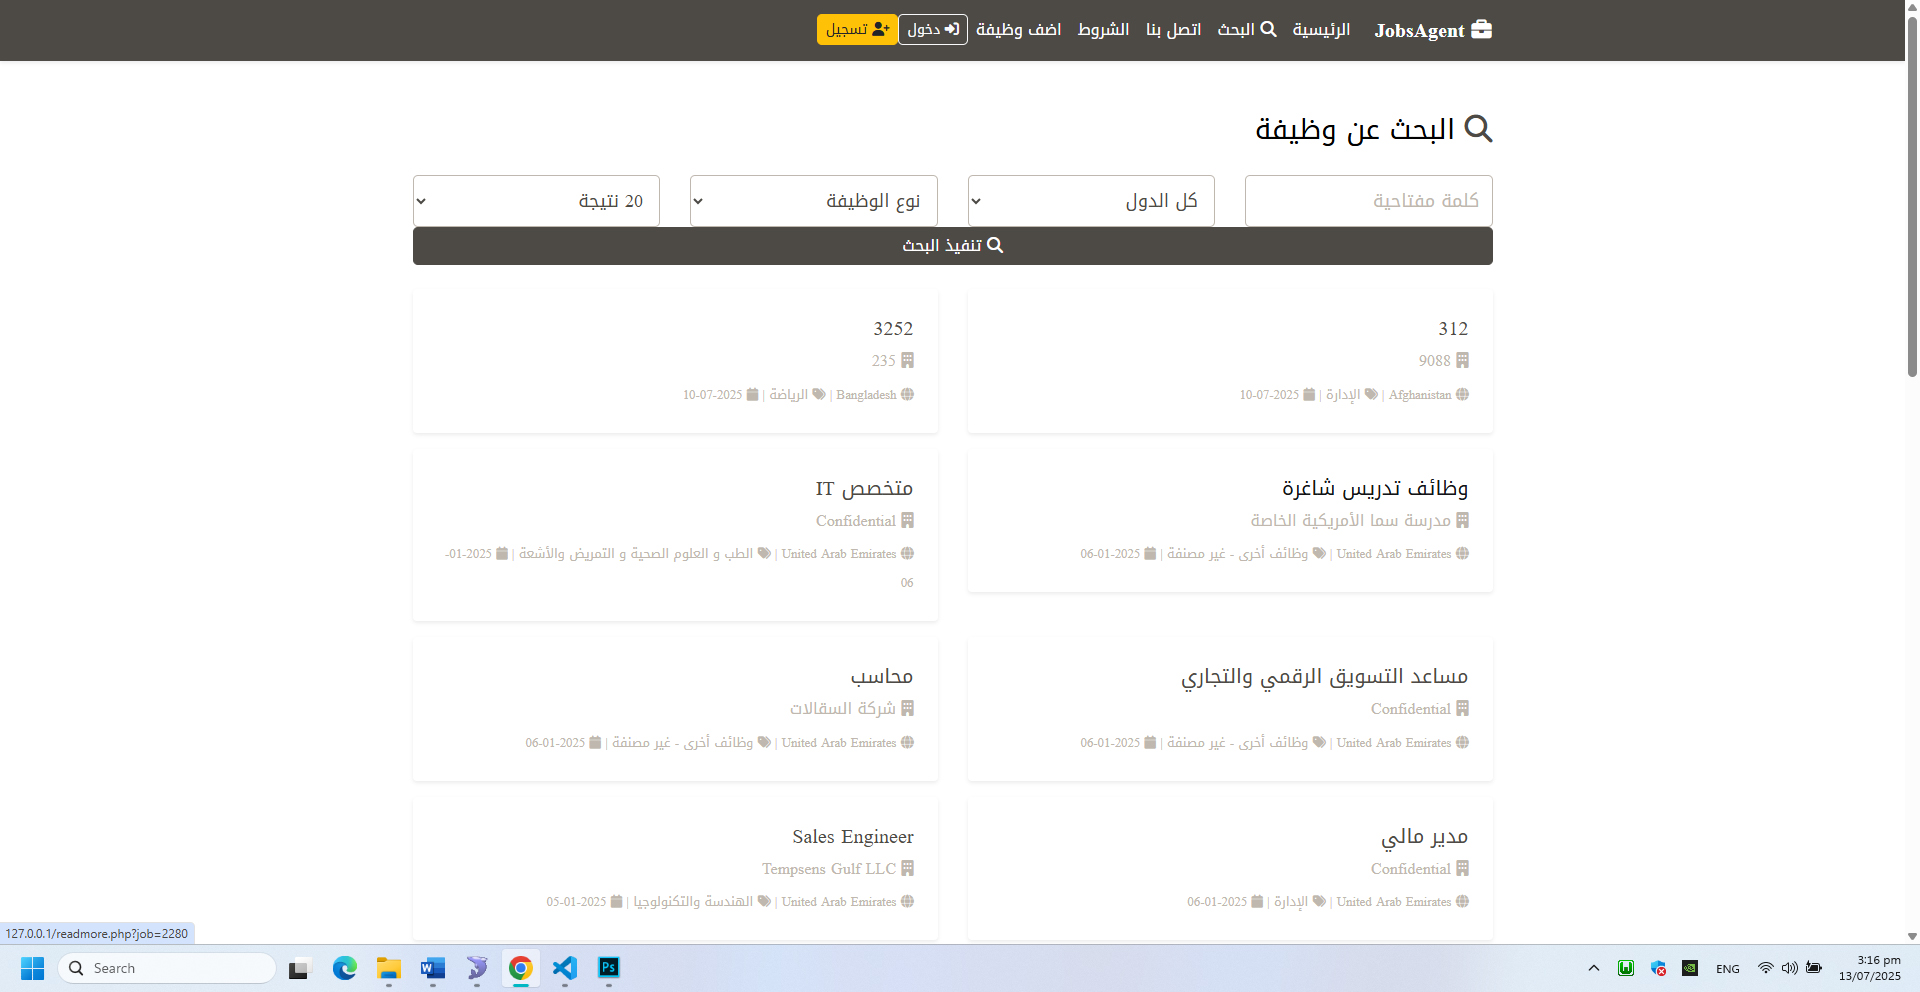 JobsAgent الرئيسية البحث اتصل بنا الشروط اضف وظيفة دخول تسجيل
البحث عن وظيفة
كلمة مفتاحية كل الدول نوع الوظيفة 20 نتيجة
تنفيذ البحث
312
9088
Afghanistan | الإدارة | 10-07-2025
3252
235
Bangladesh | الرياضة | 10-07-2025
وظائف تدريس شاغرة
مدرسة سما الأمريكية الخاصة
United Arab Emirates | وظائف أخرى - غير مصنفة | 06-01-2025
متخصص IT
Confidential
United Arab Emirates | الطب و العلوم الصحية و التمريض والأشعة | 01-2025-
06
مساعد التسويق الرقمي والتجاري
Confidential
United Arab Emirates | وظائف أخرى - غير مصنفة | 06-01-2025
محاسب
شركة السقالات
United Arab Emirates | وظائف أخرى - غير مصنفة | 06-01-2025
مدير مالي
Confidential
United Arab Emirates | الإدارة | 06-01-2025
Sales Engineer
Tempsens Gulf LLC
United Arab Emirates | الهندسة والتكنولوجيا | 05-01-2025
127.0.0.1/readmore.php?job=2280
Search
W
Ps
ENG
3:16 pm
13/07/2025